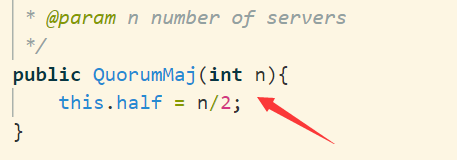 * @param n number of servers
*/
public QuorumMaj(int n){
this.half = n/2;
}